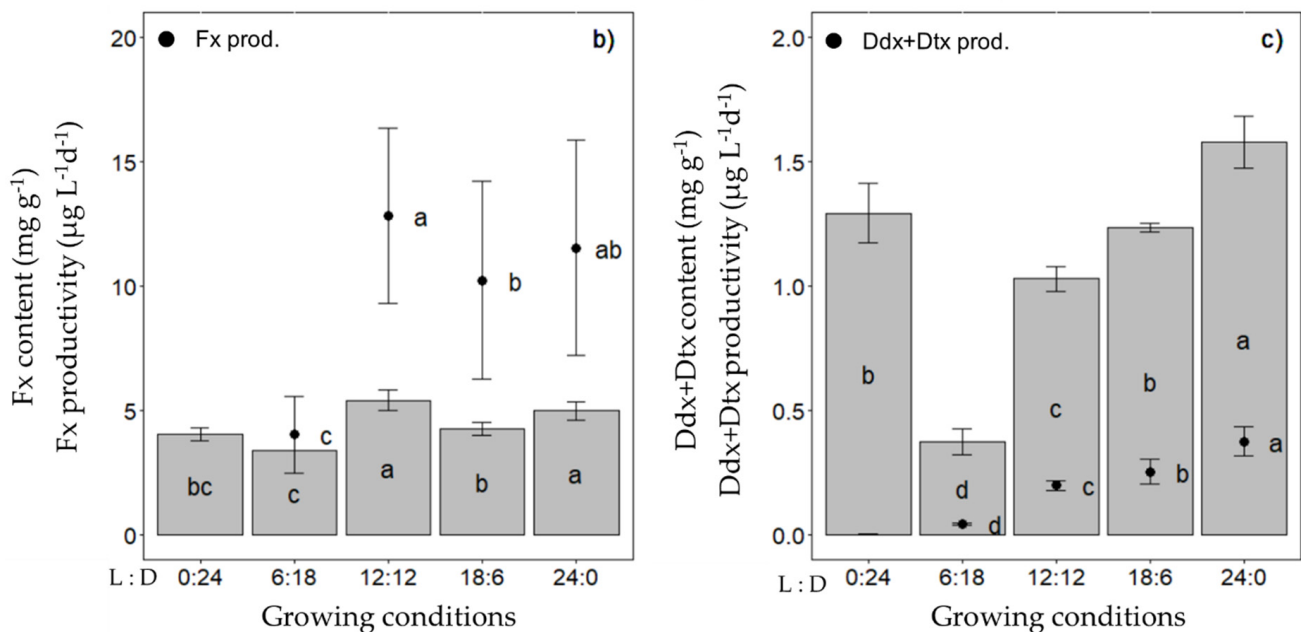 Fx content (mg g⁻¹)
Fx productivity (µg L⁻¹d⁻¹)
20
15
10
5
0
Fx prod.
b)
a
b
ab
c
bc
c
a
b
a
L : D
0:24
6:18
12:12
18:6
24:0
Growing conditions
Ddx+Dtx content (mg g⁻¹)
Ddx+Dtx productivity (µg L⁻¹d⁻¹)
2.0
1.5
1.0
0.5
0.0
Ddx+Dtx prod.
c)
b
d
c
b
a
d
c
b
a
L : D
0:24
6:18
12:12
18:6
24:0
Growing conditions